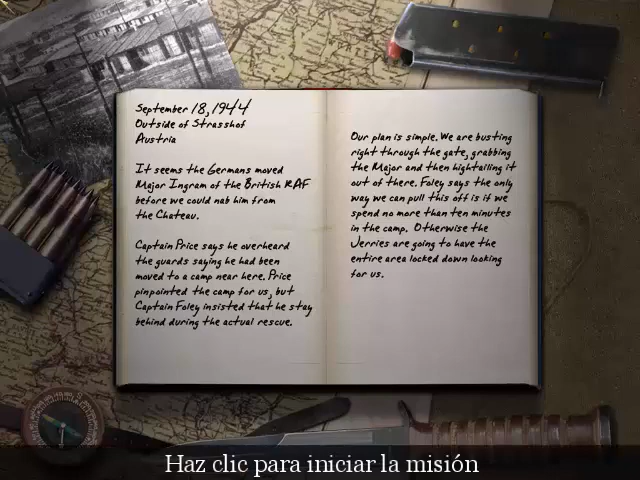 September 18, 1944
Outside of Strasshof
Austria
It seems the Germans moved
Major Ingram of the British RAF
before we could nab him from
the Chateau.
Captain Price says he overheard
the guards saying he had been
moved to a camp near here. Price
pinpointed the camp for us, but
Captain Foley insisted that he stay
behind during the actual rescue.
Our plan is simple. We are busting
right through the gate, grabbing
the Major and then hightailing it
out of there. Foley says the only
way we can pull this off is if we
spend no more than ten minutes
in the camp. Otherwise the
Jerries are going to have the
entire area locked down looking
for us.
Haz clic para iniciar la misión